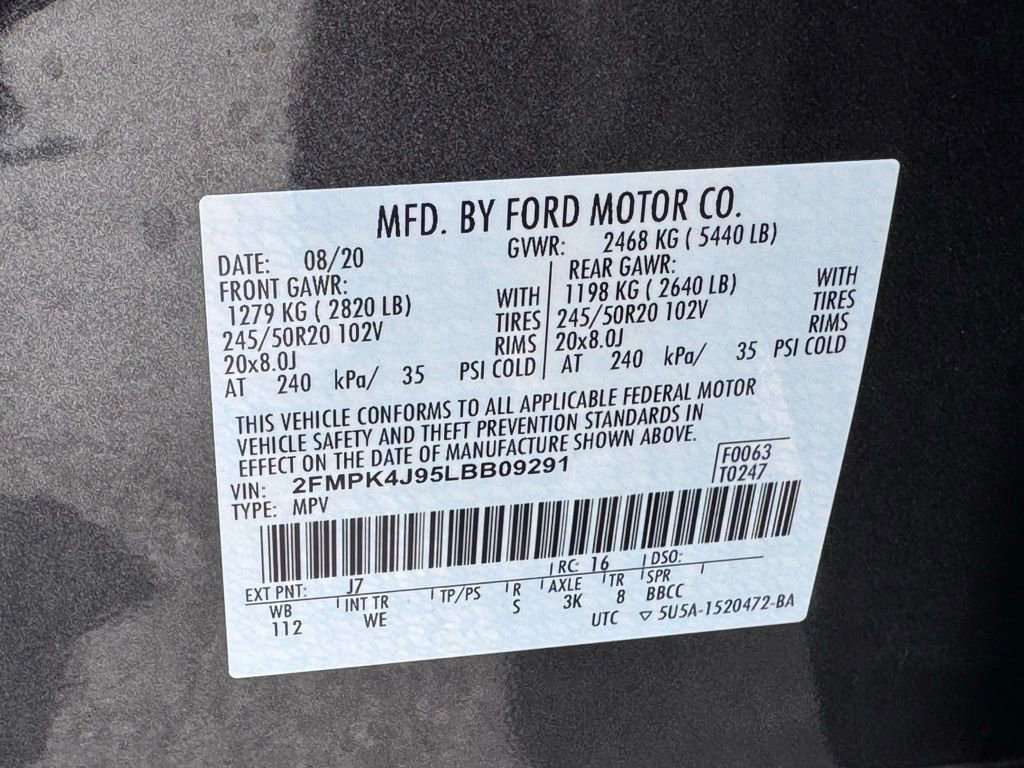 MFD. BY FORD MOTOR CO.
DATE: 08/20 GVWR: 2468 KG ( 5440 LB)
FRONT GAWR: REAR GAWR:
1279 KG ( 2820 LB) WITH 1198 KG ( 2640 LB) WITH
245/50R20 102V TIRES 245/50R20 102V TIRES
20x8.0J RIMS 20x8.0J RIMS
AT 240 kPa/ 35 PSI COLD AT 240 kPa/ 35 PSI COLD
THIS VEHICLE CONFORMS TO ALL APPLICABLE FEDERAL MOTOR
VEHICLE SAFETY AND THEFT PREVENTION STANDARDS IN
EFFECT ON THE DATE OF MANUFACTURE SHOWN ABOVE.
VIN: 2FMPK4J95LBB09291 F0063
TYPE: MPV T0247
EXT PNT: J7 RC: 16 DSO:
WB INT TR TP/PS R AXLE TR SPR
112 WE S 3K 8 BBCC
UTC ▽ 5U5A-1520472-BA